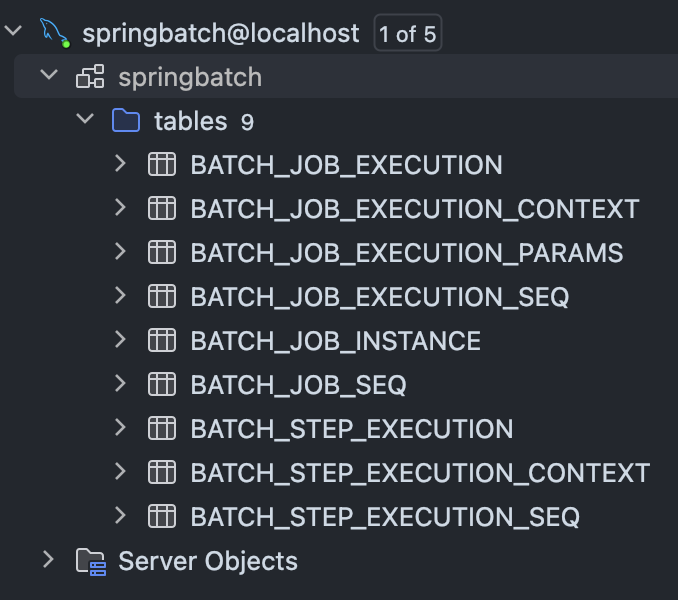 springbatch@localhost 1 of 5
springbatch
tables 9
BATCH_JOB_EXECUTION
BATCH_JOB_EXECUTION_CONTEXT
BATCH_JOB_EXECUTION_PARAMS
BATCH_JOB_EXECUTION_SEQ
BATCH_JOB_INSTANCE
BATCH_JOB_SEQ
BATCH_STEP_EXECUTION
BATCH_STEP_EXECUTION_CONTEXT
BATCH_STEP_EXECUTION_SEQ
Server Objects